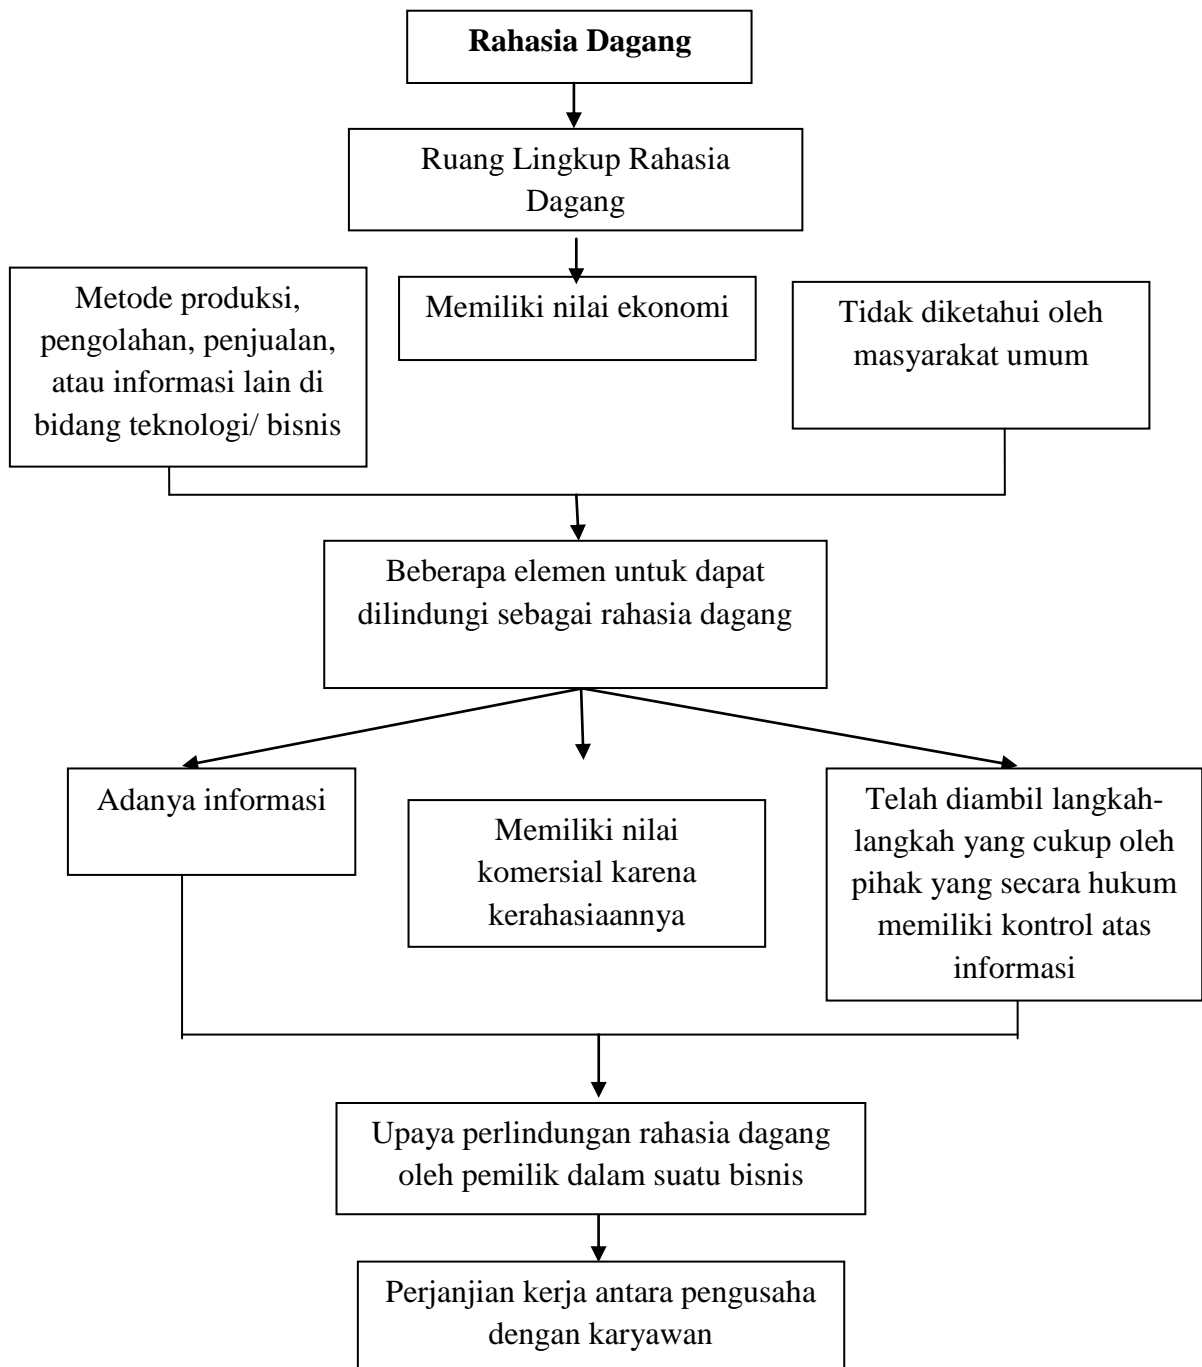 Rahasia Dagang
Ruang Lingkup Rahasia
Dagang
Metode produksi,
pengolahan, penjualan,
atau informasi lain di
bidang teknologi/ bisnis
Memiliki nilai ekonomi
Tidak diketahui oleh
masyarakat umum
Beberapa elemen untuk dapat
dilindungi sebagai rahasia dagang
Adanya informasi
Memiliki nilai
komersial karena
kerahasiaannya
Telah diambil langkah-
langkah yang cukup oleh
pihak yang secara hukum
memiliki kontrol atas
informasi
Upaya perlindungan rahasia dagang
oleh pemilik dalam suatu bisnis
Perjanjian kerja antara pengusaha
dengan karyawan